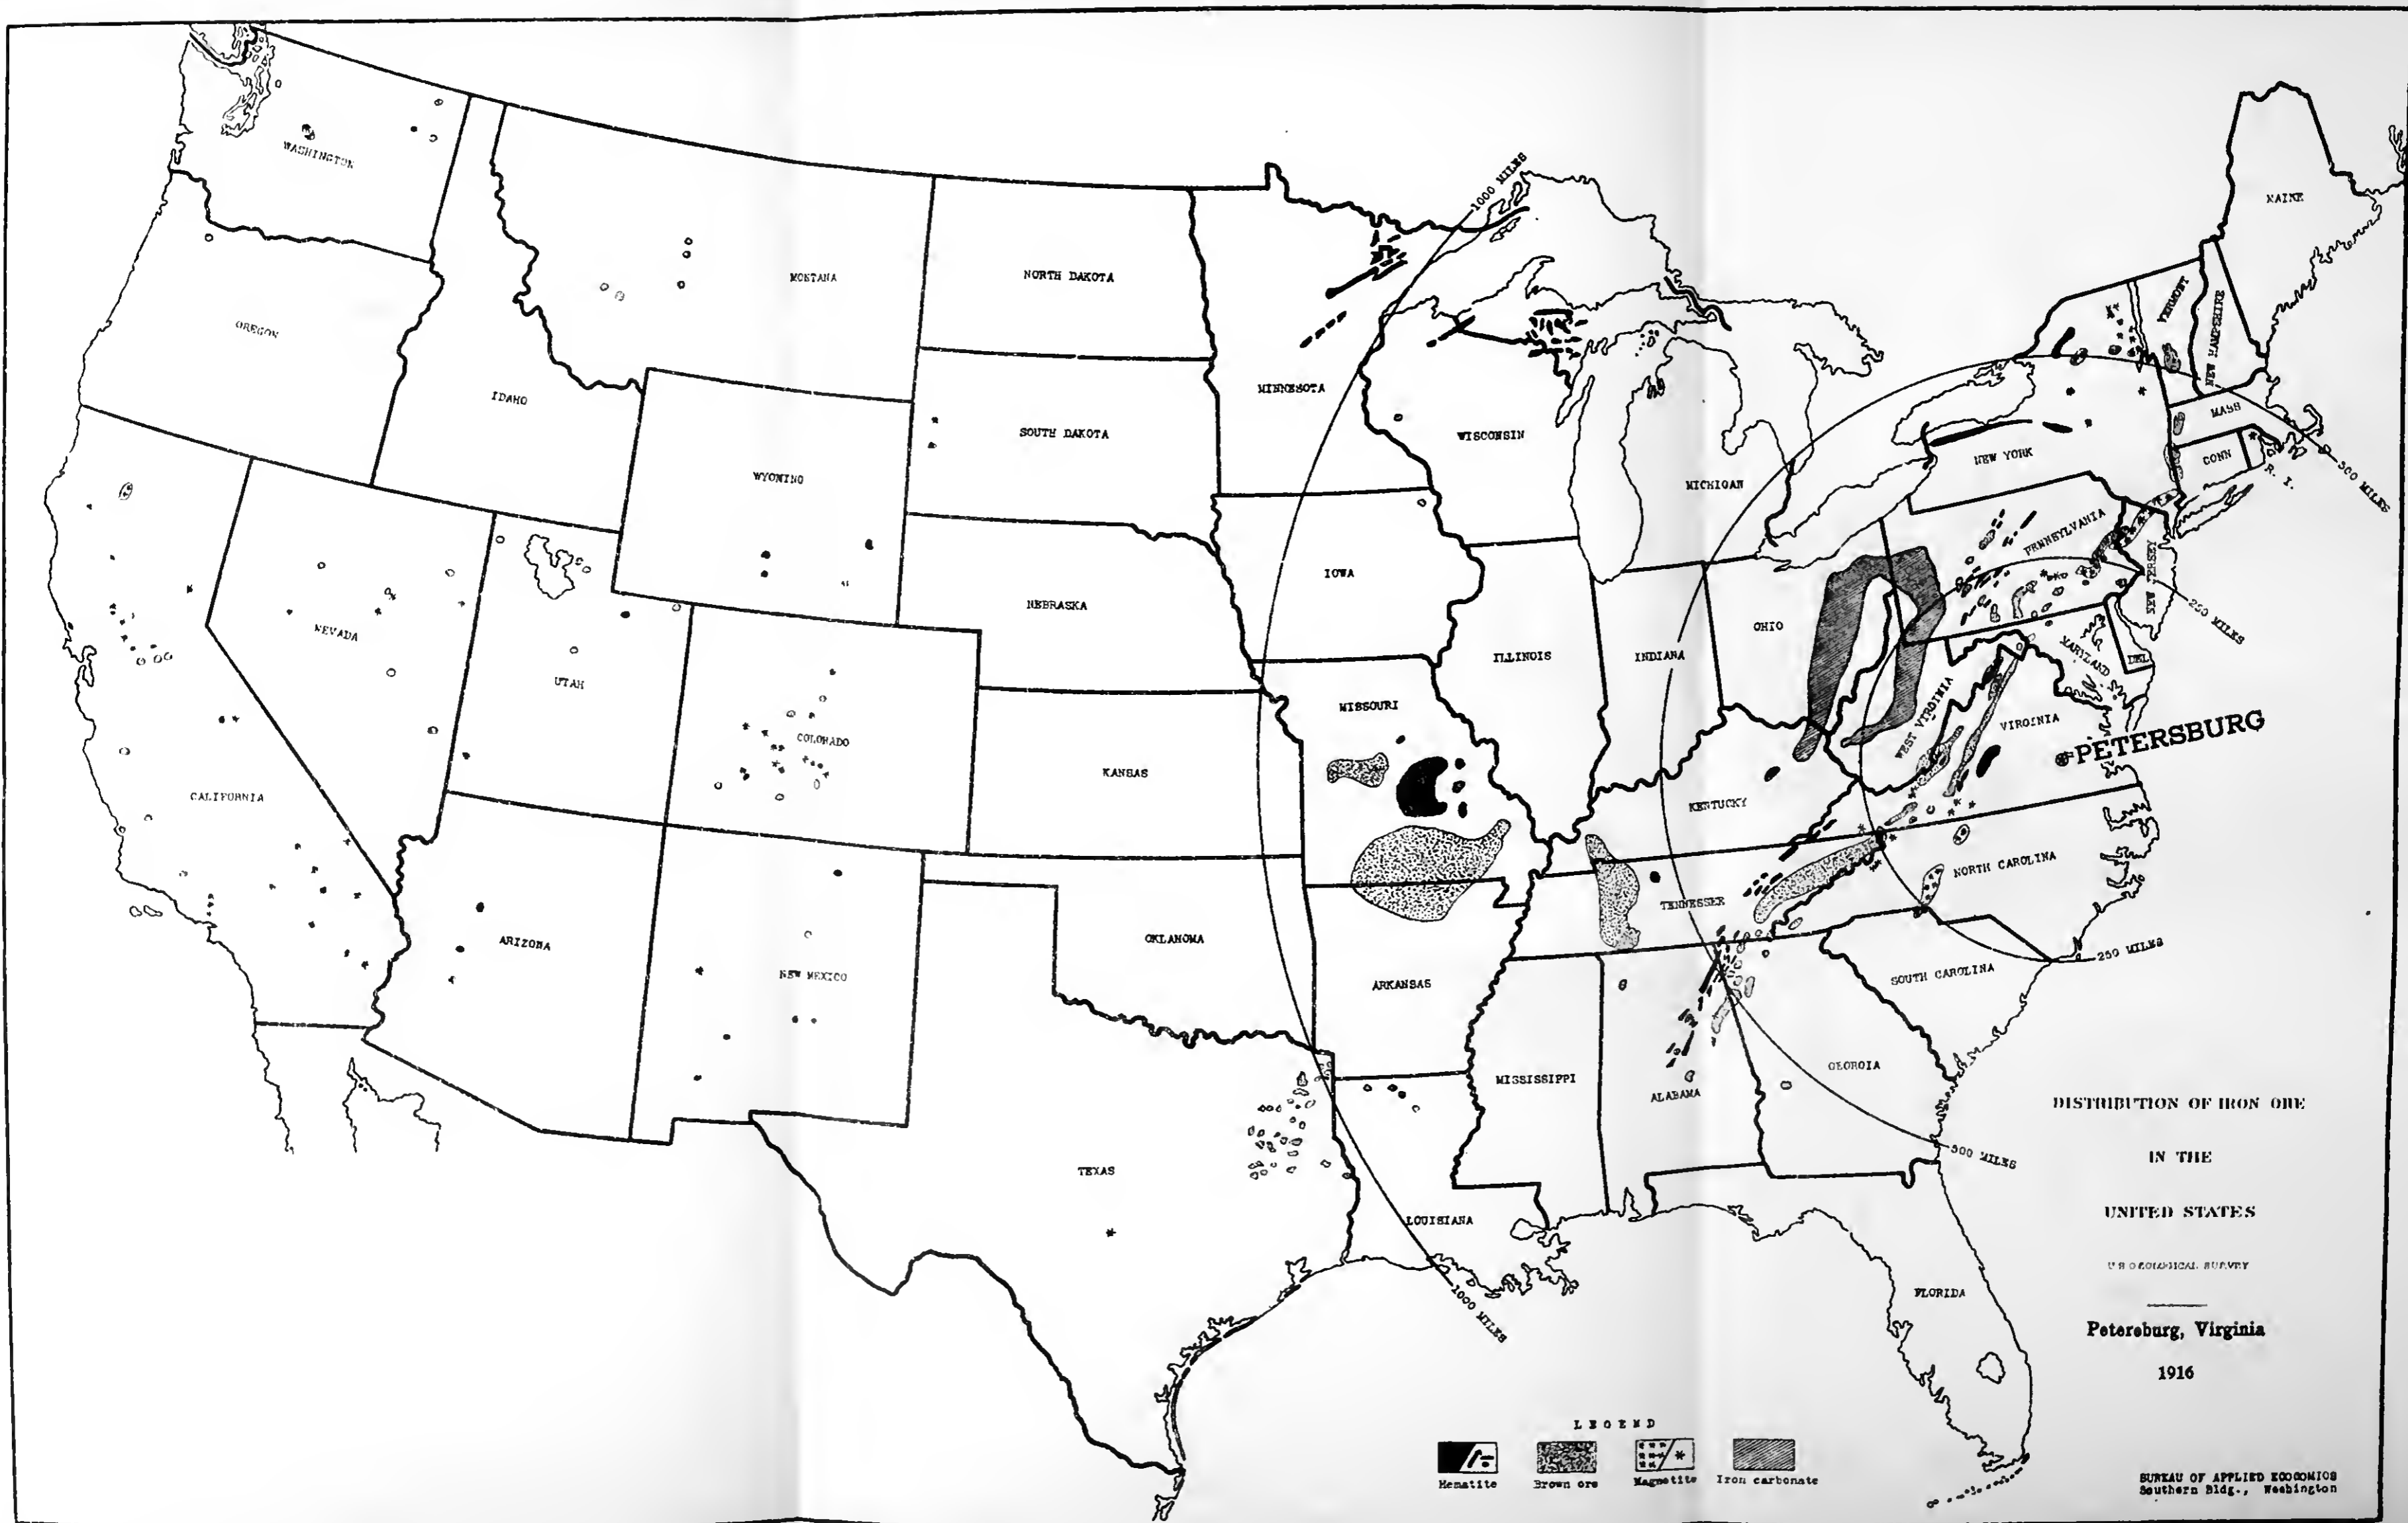 WASHINGTON
OREGON
CALIFORNIA
NEVADA
IDAHO
MONTANA
WYOMING
UTAH
COLORADO
ARIZONA
NEW MEXICO
NORTH DAKOTA
SOUTH DAKOTA
NEBRASKA
KANSAS
OKLAHOMA
TEXAS
MINNESOTA
IOWA
MISSOURI
ARKANSAS
LOUISIANA
WISCONSIN
ILLINOIS
MICHIGAN
INDIANA
OHIO
KENTUCKY
TENNESSEE
MISSISSIPPI
ALABAMA
GEORGIA
FLORIDA
SOUTH CAROLINA
NORTH CAROLINA
VIRGINIA
WEST VIRGINIA
MARYLAND
DEL
PENNSYLVANIA
NEW JERSEY
NEW YORK
CONN
R. I.
MASS
VERMONT
NEW HAMPSHIRE
MAINE
PETERSBURG
1000 MILES
500 MILES
250 MILES
250 MILES
500 MILES
1000 MILES
DISTRIBUTION OF IRON ORE
IN THE
UNITED STATES
U S GEOLOGICAL SURVEY
Petersburg, Virginia
1916
LEGEND
Hematite
Brown ore
Magnetite
Iron carbonate
BUREAU OF APPLIED ECONOMICS
Southern Bldg., Washington